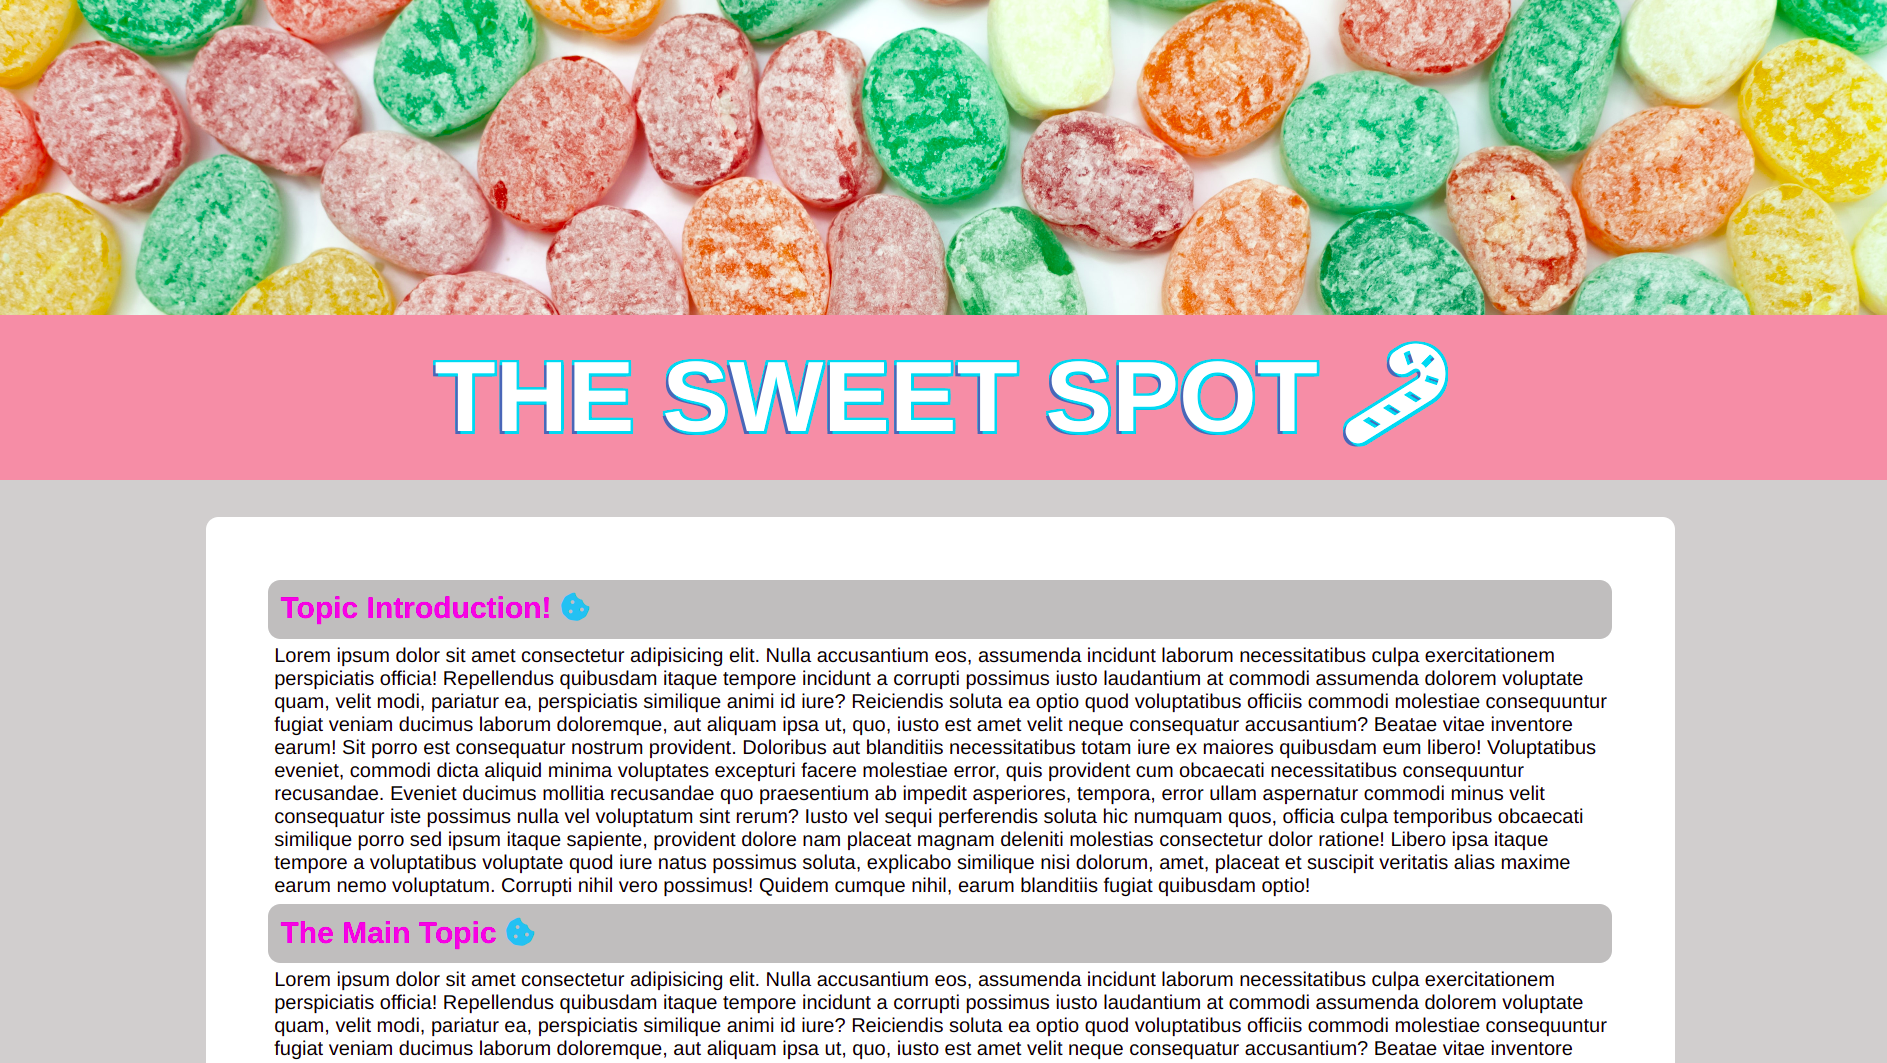 THE SWEET SPOT
Topic Introduction!
Lorem ipsum dolor sit amet consectetur adipisicing elit. Nulla accusantium eos, assumenda incidunt laborum necessitatibus culpa exercitationem
perspiciatis officia! Repellendus quibusdam itaque tempore incidunt a corrupti possimus iusto laudantium at commodi assumenda dolorem voluptate
quam, velit modi, pariatur ea, perspiciatis similique animi id iure? Reiciendis soluta ea optio quod voluptatibus officiis commodi molestiae consequuntur
fugiat veniam ducimus laborum doloremque, aut aliquam ipsa ut, quo, iusto est amet velit neque consequatur accusantium? Beatae vitae inventore
earum! Sit porro est consequatur nostrum provident. Doloribus aut blanditiis necessitatibus totam iure ex maiores quibusdam eum libero! Voluptatibus
eveniet, commodi dicta aliquid minima voluptates excepturi facere molestiae error, quis provident cum obcaecati necessitatibus consequuntur
recusandae. Eveniet ducimus mollitia recusandae quo praesentium ab impedit asperiores, tempora, error ullam aspernatur commodi minus velit
consequatur iste possimus nulla vel voluptatum sint rerum? Iusto vel sequi perferendis soluta hic numquam quos, officia culpa temporibus obcaecati
similique porro sed ipsum itaque sapiente, provident dolore nam placeat magnam deleniti molestias consectetur dolor ratione! Libero ipsa itaque
tempore a voluptatibus voluptate quod iure natus possimus soluta, explicabo similique nisi dolorum, amet, placeat et suscipit veritatis alias maxime
earum nemo voluptatum. Corrupti nihil vero possimus! Quidem cumque nihil, earum blanditiis fugiat quibusdam optio!
The Main Topic
Lorem ipsum dolor sit amet consectetur adipisicing elit. Nulla accusantium eos, assumenda incidunt laborum necessitatibus culpa exercitationem
perspiciatis officia! Repellendus quibusdam itaque tempore incidunt a corrupti possimus iusto laudantium at commodi assumenda dolorem voluptate
quam, velit modi, pariatur ea, perspiciatis similique animi id iure? Reiciendis soluta ea optio quod voluptatibus officiis commodi molestiae consequuntur
fugiat veniam ducimus laborum doloremque, aut aliquam ipsa ut, quo, iusto est amet velit neque consequatur accusantium? Beatae vitae inventore